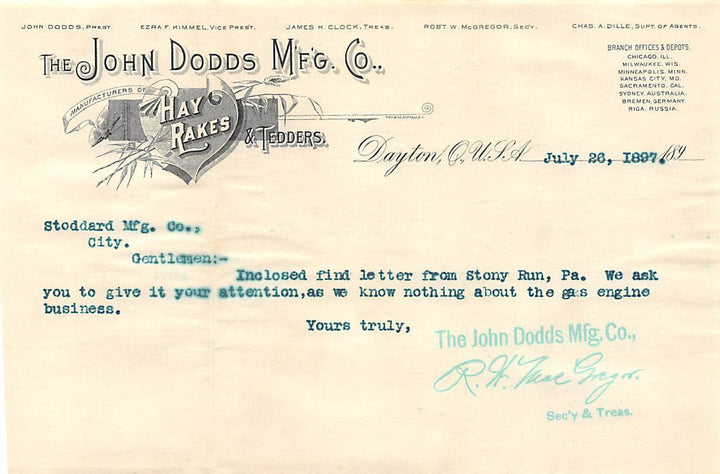 JOHN DODDS, PREST. EZRA F. KIMMEL, VICE PREST. JAMES H. CLOCK, TREAS. ROBT. W. MCGREGOR, SEC'Y. CHAS. A. DILLE, SUPT. OF AGENTS.
THE JOHN DODDS M'F'G. CO..
MANUFACTURERS OF
HAY
RAKES
& TEDDERS.
BRANCH OFFICES & DEPOTS.
CHICAGO, ILL.
MILWAUKEE, WIS.
MINNEAPOLIS, MINN.
KANSAS CITY, MO.
SACRAMENTO, CAL.
SYDNEY, AUSTRALIA.
BREMEN, GERMANY
RIGA, RUSSIA.
Dayton, O., U.S.A. July 26, 1897. 189
Stoddard Mfg. Co.,
City.
Gentlemen:-
Inclosed find letter from Stony Run, Pa. We ask
you to give it your attention,as we know nothing about the gas engine
business.
Yours truly,
The John Dodds Mfg. Co.,
R. W. MacGregor.
Sec'y & Treas.